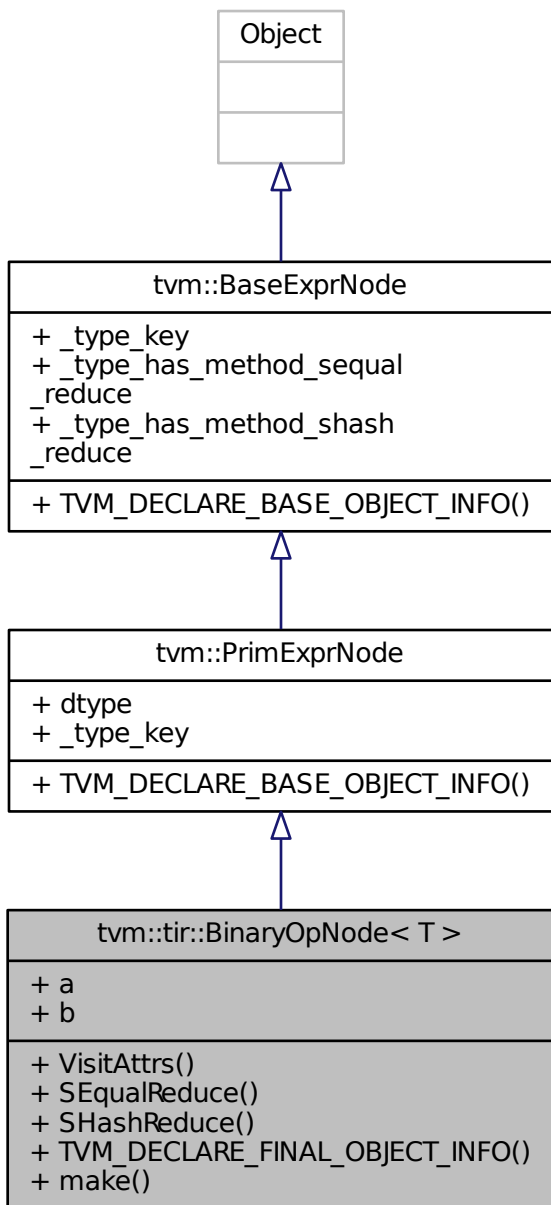 Object
tvm::BaseExprNode
+ _type_key
+ _type_has_method_sequal
_reduce
+ _type_has_method_shash
_reduce
+ TVM_DECLARE_BASE_OBJECT_INFO()
tvm::PrimExprNode
+ dtype
+ _type_key
+ TVM_DECLARE_BASE_OBJECT_INFO()
tvm::tir::BinaryOpNode< T >
+ a
+ b
+ VisitAttrs()
+ SEqualReduce()
+ SHashReduce()
+ TVM_DECLARE_FINAL_OBJECT_INFO()
+ make()